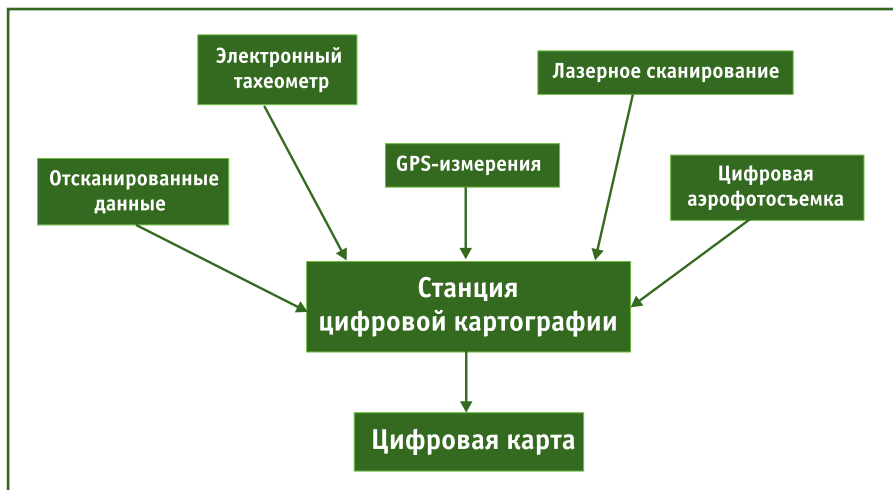 Электронный
тахеометр
Лазерное сканирование
GPS-измерения
Отсканированные
данные
Цифровая
аэрофотосъемка
Станция
цифровой картографии
Цифровая карта